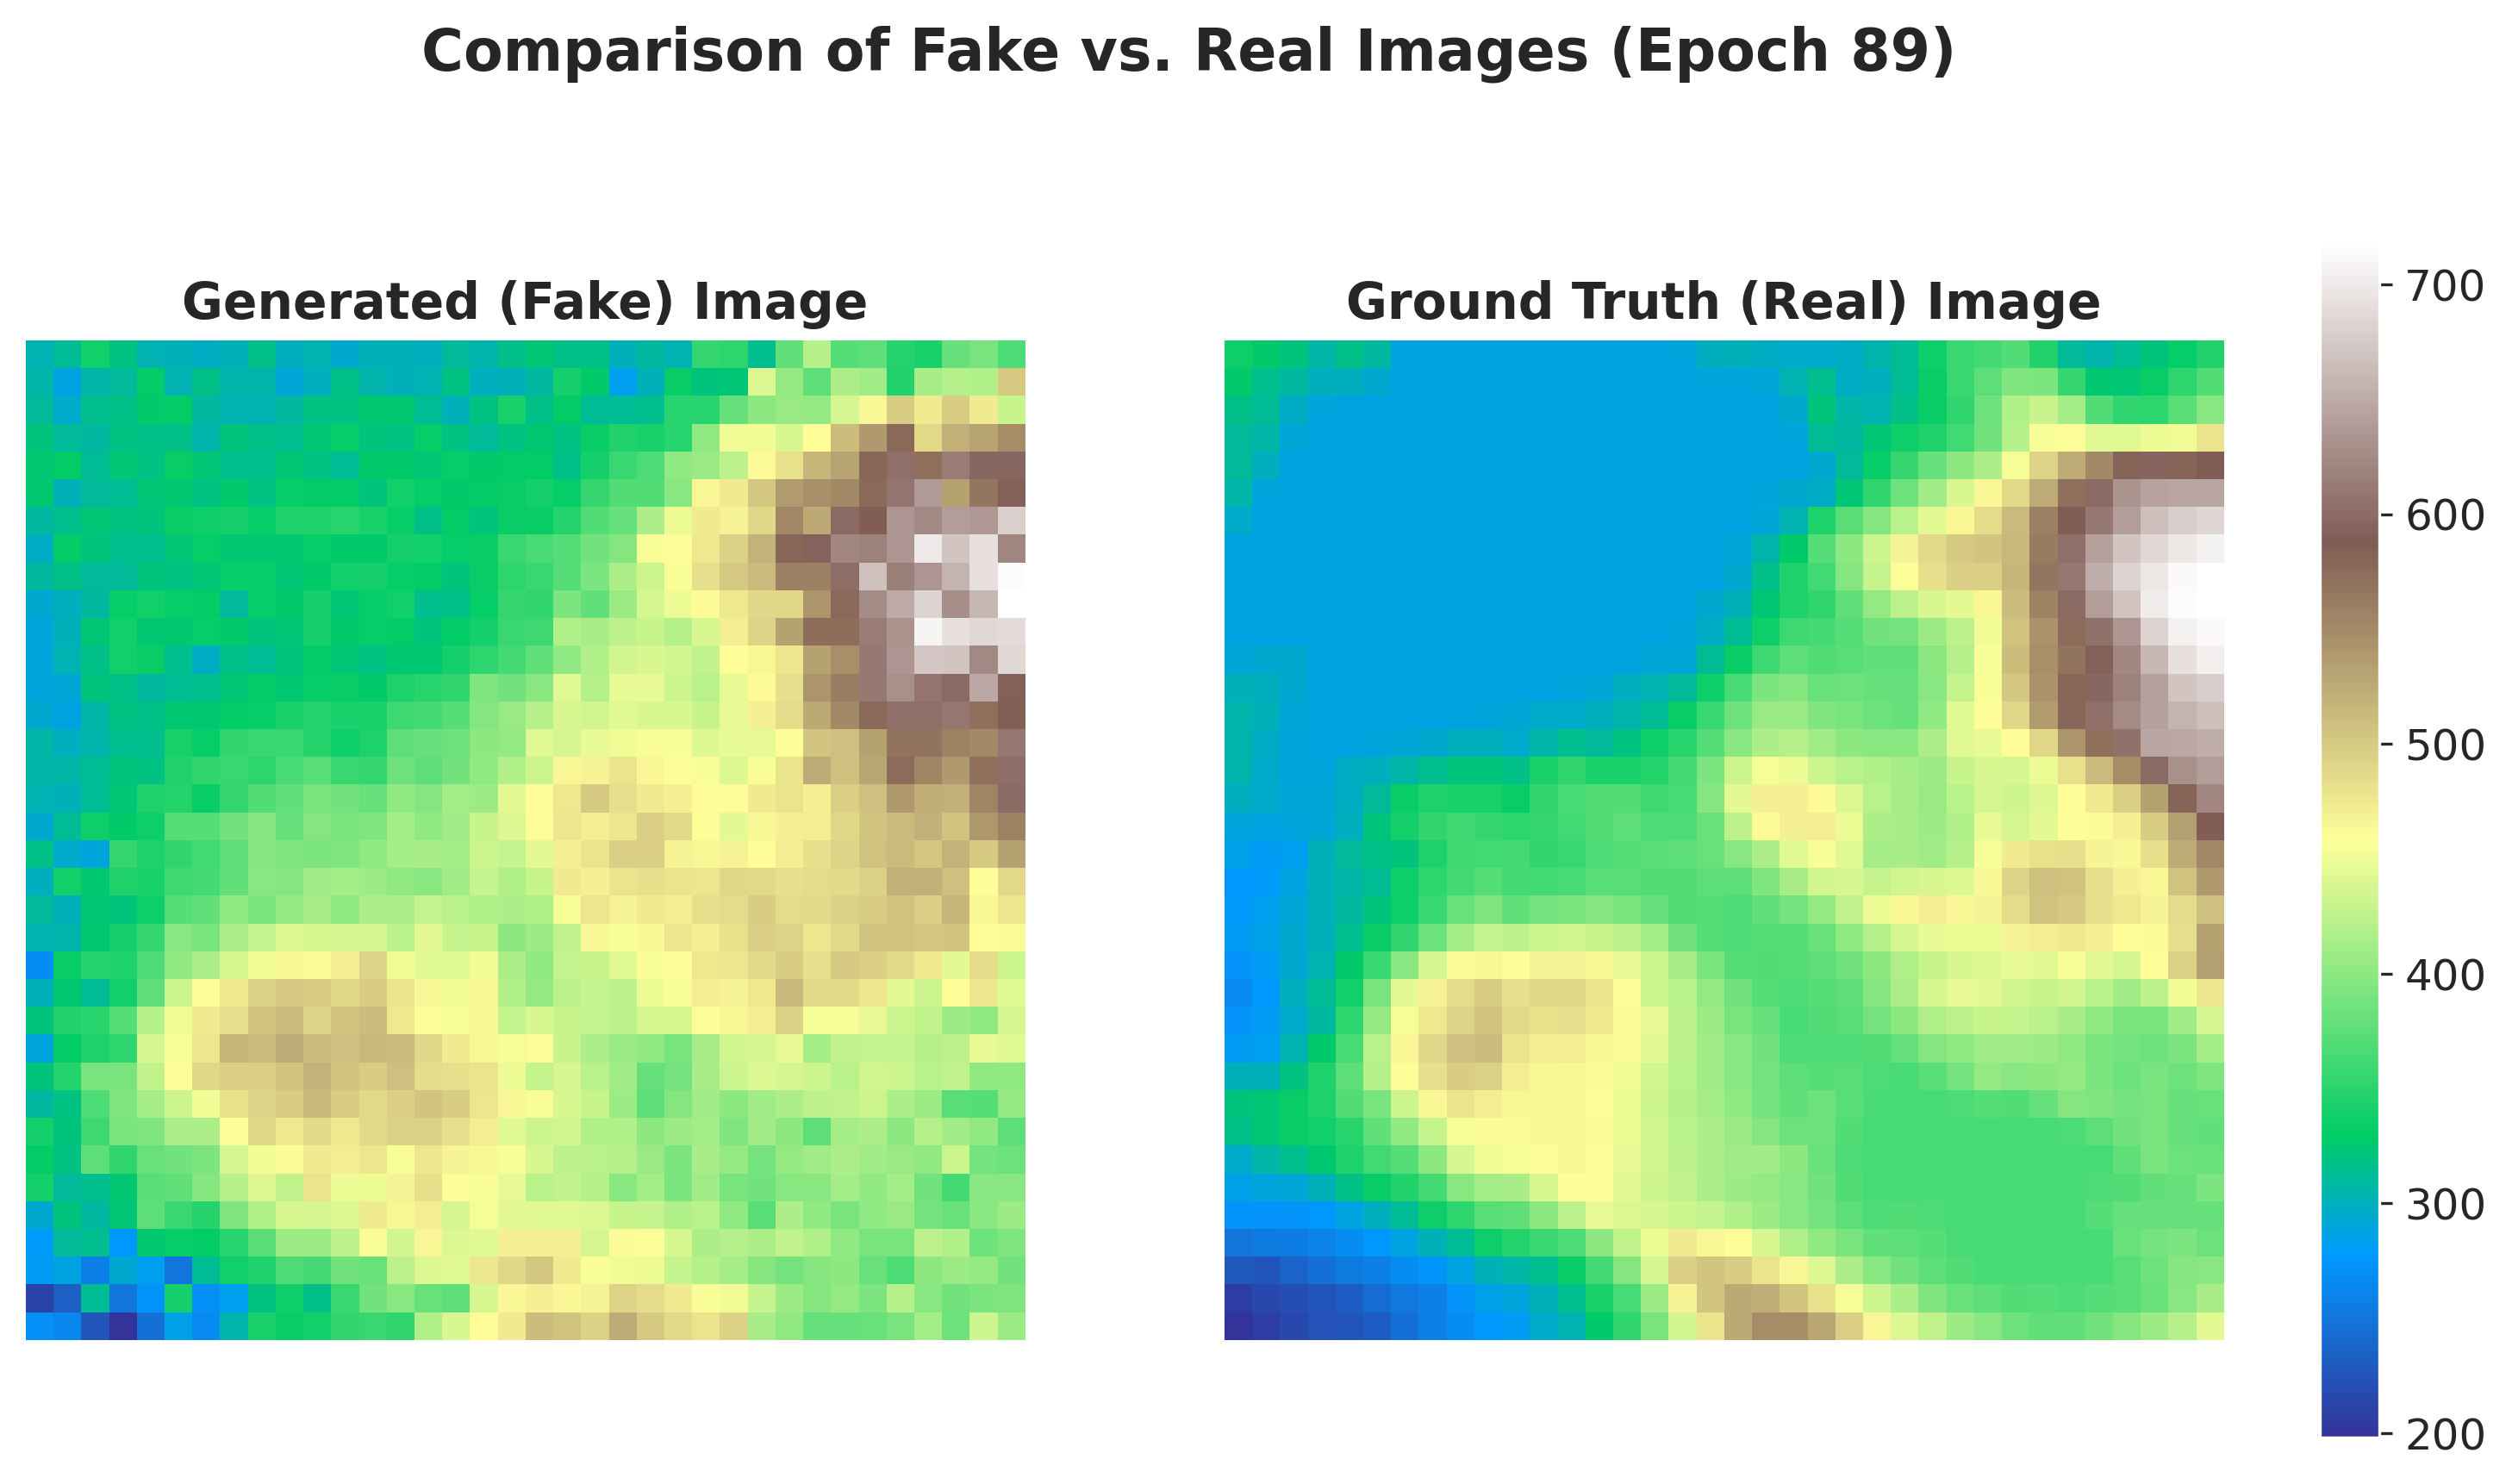 Comparison of Fake vs. Real Images (Epoch 89)
Generated (Fake) Image
Ground Truth (Real) Image
700
600
500
400
300
200